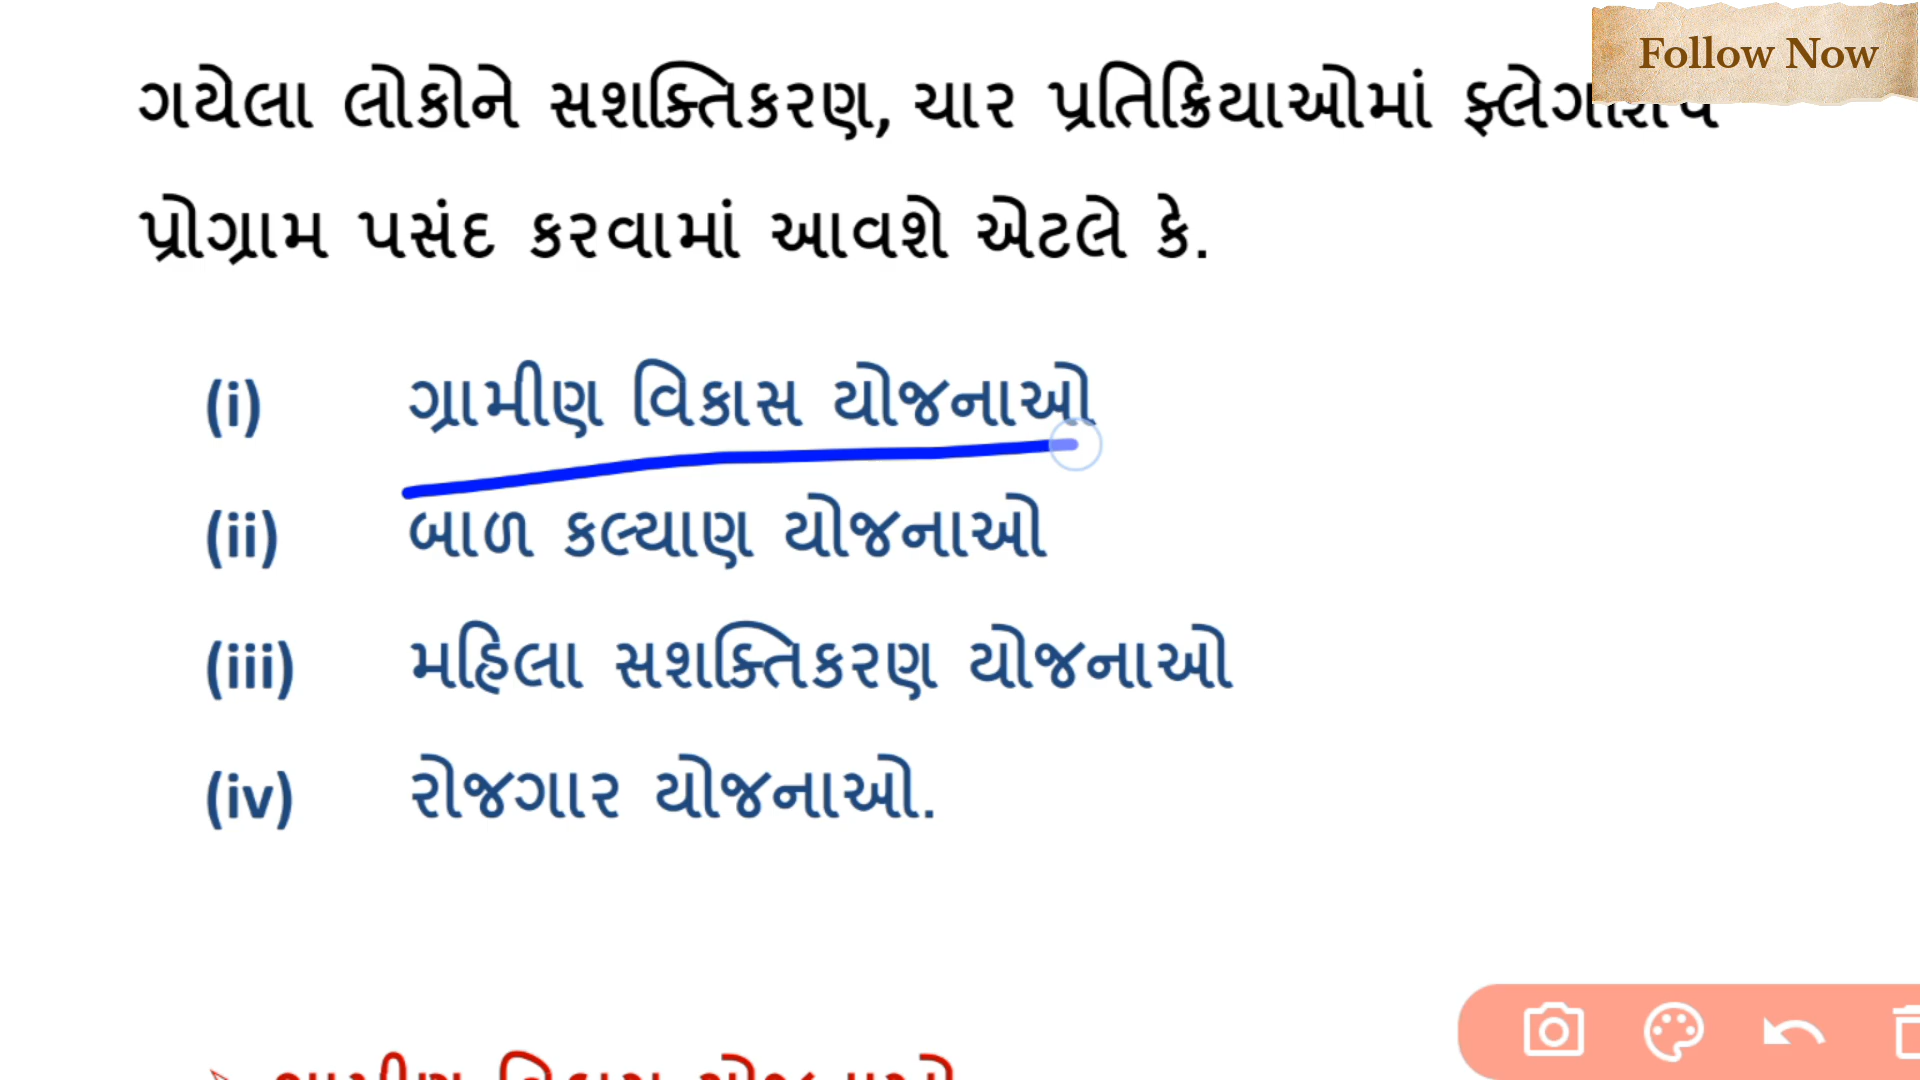 Follow Now
ગયેલા લોકોને સશક્તિકરણ, ચાર પ્રતિક્રિયાઓમાં
પ્રોગ્રામ પસંદ કરવામાં આવશે એટલે કે.
(i) ગ્રામીણ વિકાસ યોજનાઓ
(ii) બાળ કલ્યાણ યોજનાઓ
(iii) મહિલા સશક્તિકરણ યોજનાઓ
(iv) રોજગાર યોજનાઓ.